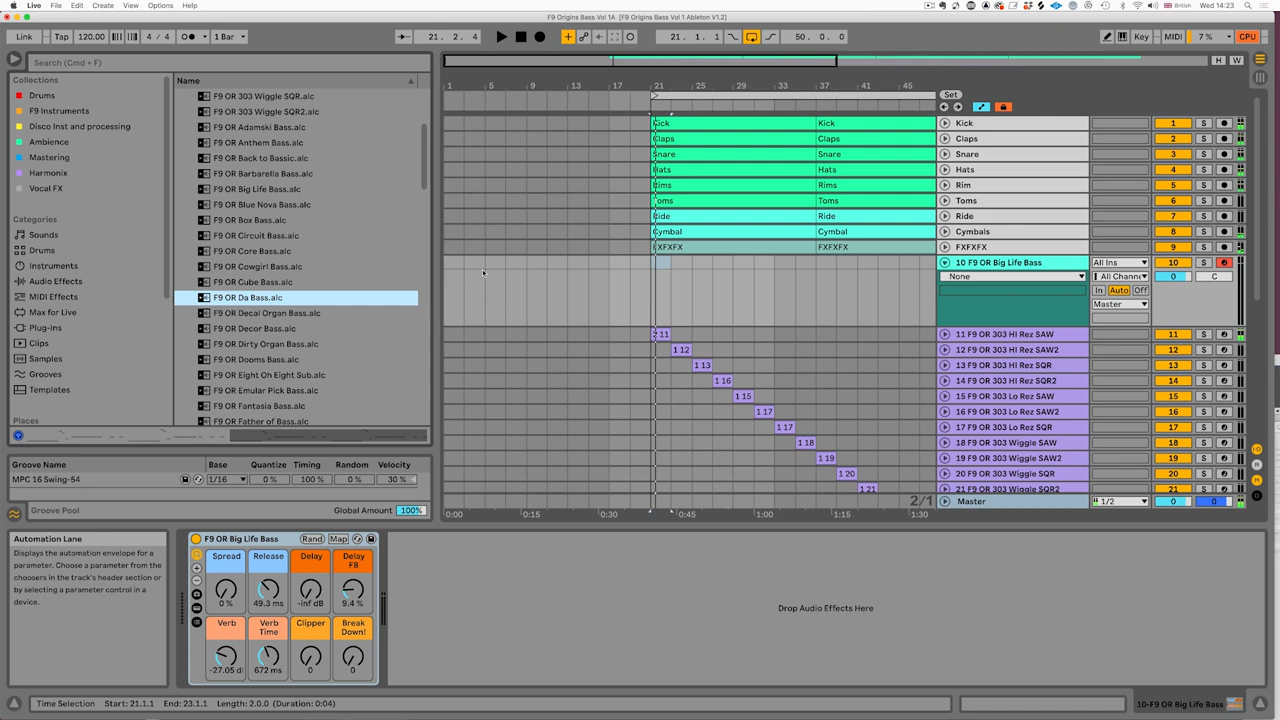 Live File Edit Create View Options Help British Wed 14:23
F9 Origins Bass Vol 1A [F9 Origins Bass Vol 1 Ableton V1.2]
Link Tap 120.00 4 / 4 1 Bar 21. 2. 4 21. 1. 1 50. 0. 0 Key MIDI 7 % CPU
Search (Cmd + F)
H W
Collections
Drums
F9 Instruments
Disco Inst and processing
Ambience
Mastering
Harmonix
Vocal FX
Categories
Sounds
Drums
Instruments
Audio Effects
MIDI Effects
Max for Live
Plug-Ins
Clips
Samples
Grooves
Templates
Places
Name
F9 OR 303 Wiggle SQR.alc
F9 OR 303 Wiggle SQR2.alc
F9 OR Adamski Bass.alc
F9 OR Anthem Bass.alc
F9 OR Back to Bassic.alc
F9 OR Barbarella Bass.alc
F9 OR Big Life Bass.alc
F9 OR Blue Nova Bass.alc
F9 OR Box Bass.alc
F9 OR Circuit Bass.alc
F9 OR Core Bass.alc
F9 OR Cowgirl Bass.alc
F9 OR Cube Bass.alc
F9 OR Da Bass.alc
F9 OR Decal Organ Bass.alc
F9 OR Decor Bass.alc
F9 OR Dirty Organ Bass.alc
F9 OR Dooms Bass.alc
F9 OR Eight On Eight Sub.alc
F9 OR Emular Pick Bass.alc
F9 OR Fantasia Bass.alc
F9 OR Father of Bass.alc
1 5 9 13 17 21 25 29 33 37 41 45
Set
Kick Kick Kick 1 S
Claps Claps Claps 2 S
Snare Snare Snare 3 S
Hats Hats Hats 4 S
Rims Rims Rim 5 S
Toms Toms Toms 6 S
Ride Ride Ride 7 S
Cymbal Cymbal Cymbals 8 S
FXFXFX FXFXFX FXFXFX 9 S
10 F9 OR Big Life Bass All Ins 10 S
None All Channe 0 C
In Auto Off
Master
11 11 F9 OR 303 HI Rez SAW 11 S
1 12 12 F9 OR 303 HI Rez SAW2 12 S
1 13 13 F9 OR 303 HI Rez SQR 13 S
1 16 14 F9 OR 303 HI Rez SQR2 14 S
1 15 15 F9 OR 303 Lo Rez SAW 15 S
1 17 16 F9 OR 303 Lo Rez SAW2 16 S
1 17 17 F9 OR 303 Lo Rez SQR 17 S
1 18 18 F9 OR 303 Wiggle SAW 18 S
1 19 19 F9 OR 303 Wiggle SAW2 19 S
1 20 20 F9 OR 303 Wiggle SQR 20 S
1 21 21 F9 OR 303 Wiggle SQR2 21 S
2/1 Master 1/2 0 0
0:00 0:15 0:30 0:45 1:00 1:15 1:30
Groove Name Base Quantize Timing Random Velocity
MPC 16 Swing-54 1/16 0 % 100 % 0 % 30 %
Groove Pool Global Amount 100%
Automation Lane
Displays the automation envelope for a
parameter. Choose a parameter from the
choosers in the track's header section or
by selecting a parameter control in a
device.
F9 OR Big Life Bass Rand Map
Spread Release Delay Delay FB
0 % 49.3 ms -inf dB 9.4 %
Verb Verb Time Clipper Break Down!
-27.05 d 672 ms 0 0
Drop Audio Effects Here
Time Selection Start: 21.1.1 End: 23.1.1 Length: 2.0.0 (Duration: 0:04)
10-F9 OR Big Life Bass